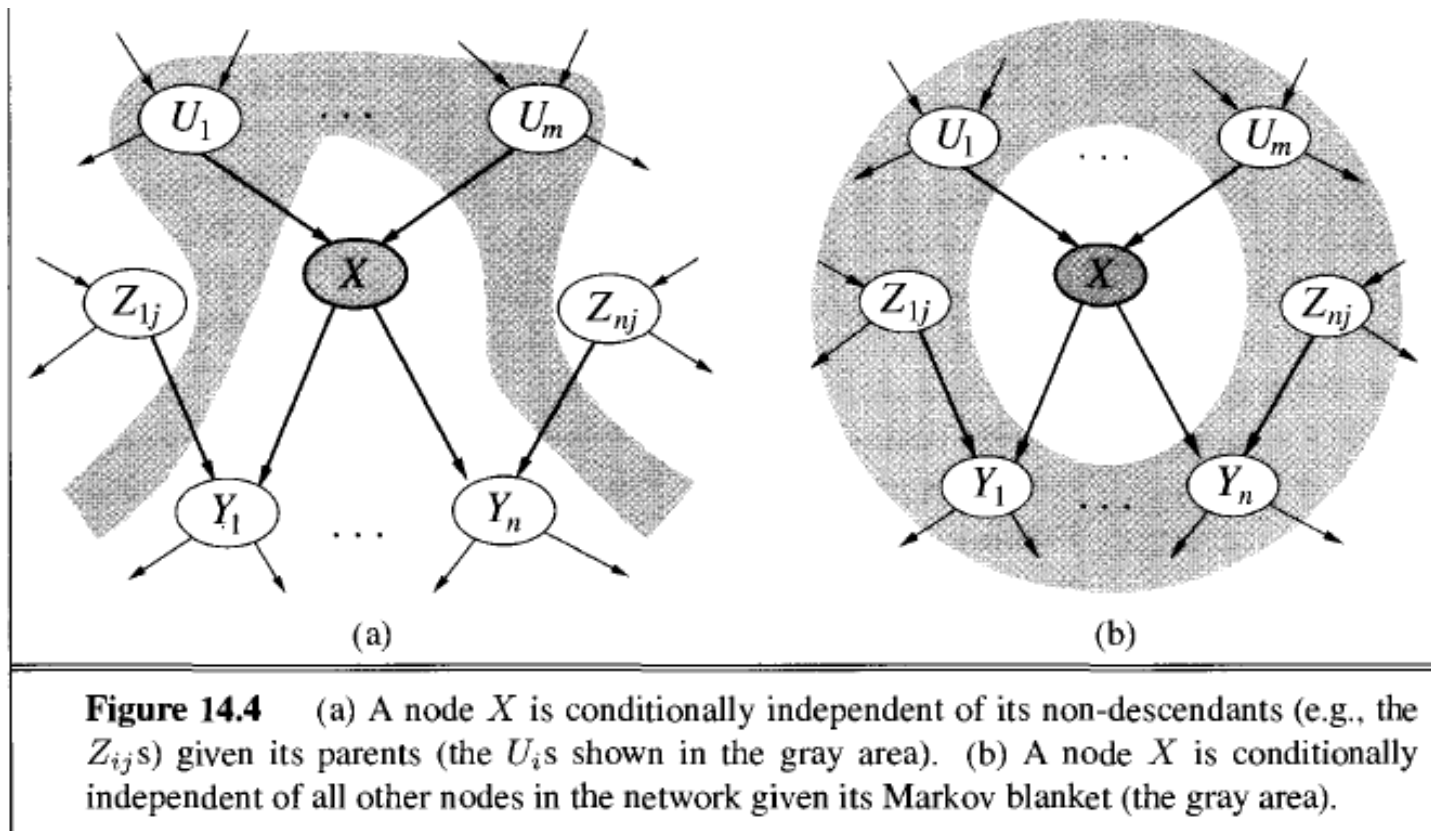 U1 ... Um
X
Z1j Znj
Y1 ... Yn
(a)
U1 ... Um
X
Z1j Znj
Y1 ... Yn
(b)
Figure 14.4 (a) A node X is conditionally independent of its non-descendants (e.g., the
Zijs) given its parents (the Uis shown in the gray area). (b) A node X is conditionally
independent of all other nodes in the network given its Markov blanket (the gray area).